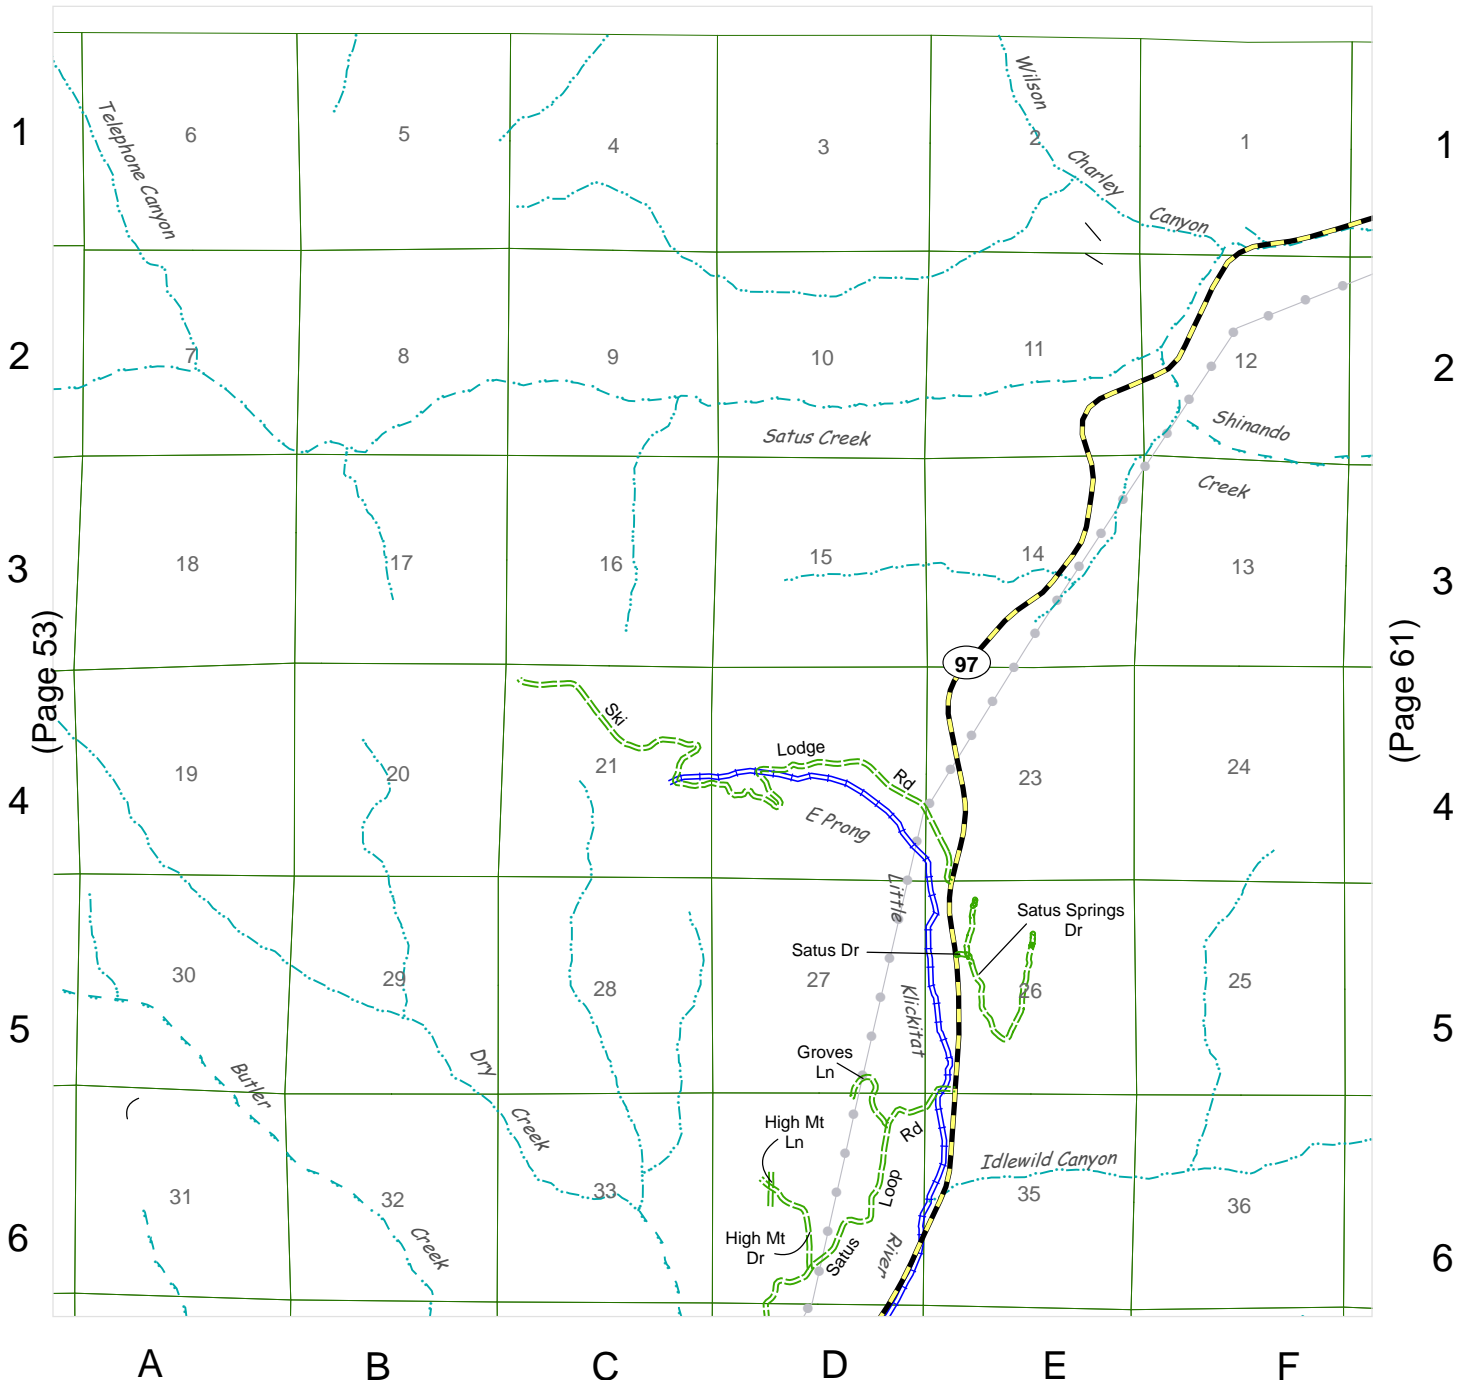 Telephone Canyon
Wilson
Charley
Canyon
1
6
5
4
3
2
1
1
2
7
8
9
10
11
12
2
Satus Creek
Shinando
Creek
3
18
17
16
15
14
13
3
(Page 53)
(Page 61)
97
Ski
Lodge
Rd
4
19
20
21
23
24
4
E Prong
Little
Klickitat
River
Satus Springs
Dr
Satus Dr
5
30
29
28
27
26
25
5
Butler
Creek
Dry
Creek
Groves
Ln
High Mt
Ln
Rd
Loop
Satus
High Mt
Dr
Idlewild Canyon
6
31
32
33
35
36
6
A
B
C
D
E
F